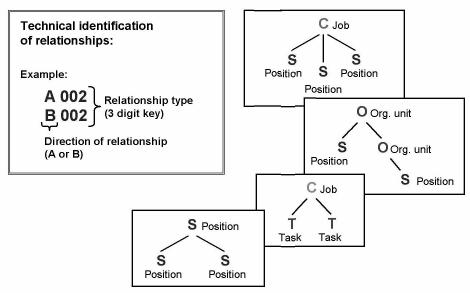 Technical identification
of relationships:
Example:
A 002
B 002
Relationship type
(3 digit key)
Direction of relationship
(A or B)
C Job
S S S
Position Position
Position
O Org. unit
S O Org. unit
Position
S Position
C Job
T T
Task Task
S Position
S S
Position Position